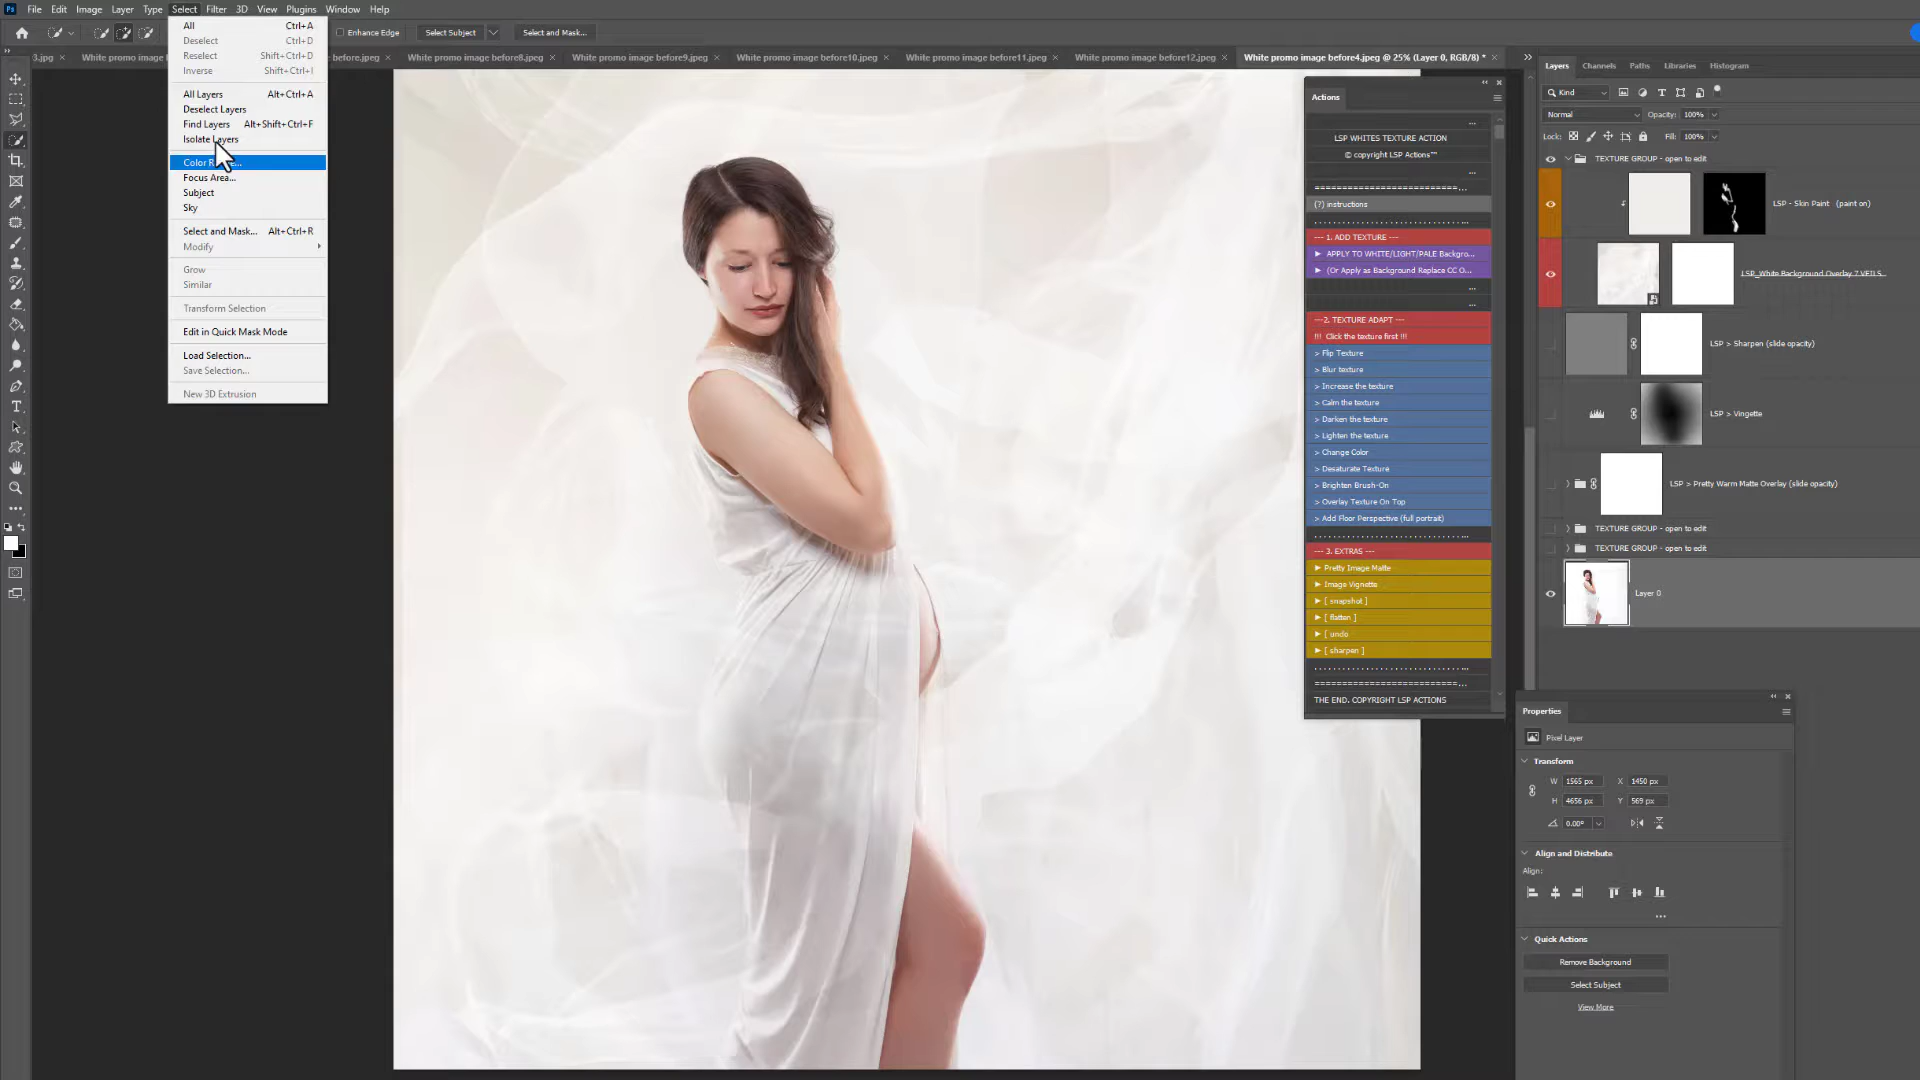 File Edit Image Layer Type Select Filter 3D View Plugins Window Help
Enhance Edge Select Subject Select and Mask...
3.jpg White promo image before8.jpeg White promo image before9.jpeg White promo image before10.jpeg White promo image before11.jpeg White promo image before12.jpeg White promo image before4.jpeg @ 25% (Layer 0, RGB/8) *
All Ctrl+A
Deselect Ctrl+D
Reselect Shift+Ctrl+D
Inverse Shift+Ctrl+I
All Layers Alt+Ctrl+A
Deselect Layers
Find Layers Alt+Shift+Ctrl+F
Isolate Layers
Color
Focus Area...
Subject
Sky
Select and Mask... Alt+Ctrl+R
Modify
Grow
Similar
Transform Selection
Edit in Quick Mask Mode
Load Selection...
Save Selection...
New 3D Extrusion
Actions
...
LSP WHITES TEXTURE ACTION
© copyright LSP Actions™
...
==========================...
(?) instructions
..............................…
--- 1. ADD TEXTURE ---
APPLY TO WHITE/LIGHT/PALE Backgro...
(Or Apply as Background Replace CC O...
...
...
---2. TEXTURE ADAPT ---
!!! Click the texture first !!!
> Flip Texture
> Blur texture
> Increase the texture
> Calm the texture
> Darken the texture
> Lighten the texture
> Change Color
> Desaturate Texture
> Brighten Brush-On
> Overlay Texture On Top
> Add Floor Perspective (full portrait)
..............................…
--- 3. EXTRAS ---
Pretty Image Matte
Image Vignette
[ snapshot ]
[ flatten ]
[ undo
[ sharpen ]
..............................…
==========================...
THE END. COPYRIGHT LSP ACTIONS
Layers Channels Paths Libraries Histogram
Kind
Normal Opacity: 100%
Lock: Fill: 100%
TEXTURE GROUP - open to edit
LSP - Skin Paint (paint on)
LSP_White Background Overlay 7 VEILS...
LSP > Sharpen (slide opacity)
LSP > Vingette
LSP > Pretty Warm Matte Overlay (slide opacity)
TEXTURE GROUP - open to edit
TEXTURE GROUP - open to edit
Layer 0
Properties
Pixel Layer
Transform
W 1565 px X 1450 px
H 4656 px Y 569 px
0.00°
Align and Distribute
Align:
...
Quick Actions
Remove Background
Select Subject
View More